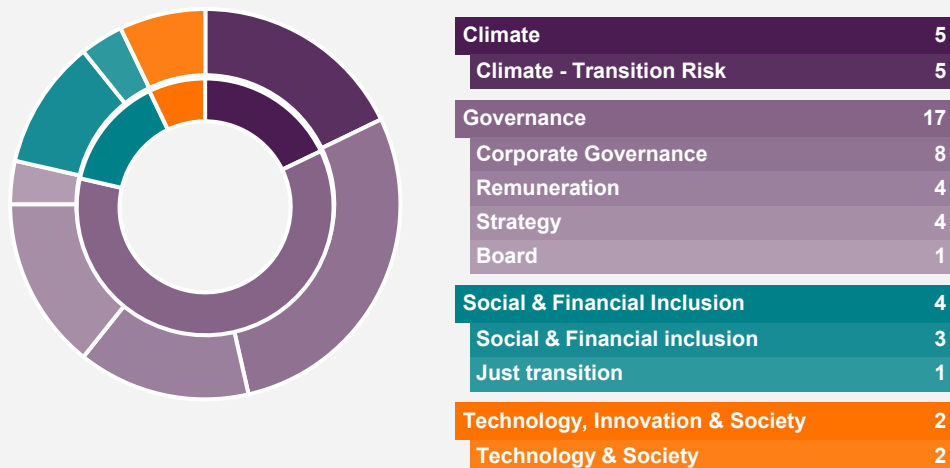 Climate 5
Climate - Transition Risk 5
Governance 17
Corporate Governance 8
Remuneration 4
Strategy 4
Board 1
Social & Financial Inclusion 4
Social & Financial inclusion 3
Just transition 1
Technology, Innovation & Society 2
Technology & Society 2